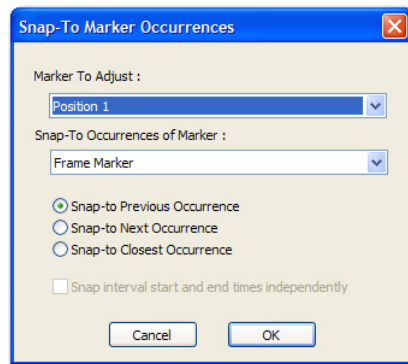 Snap-To Marker Occurrences
Marker To Adjust :
Position 1
Snap-To Occurrences of Marker :
Frame Marker
Snap-to Previous Occurrence
Snap-to Next Occurrence
Snap-to Closest Occurrence
Snap interval start and end times independently
Cancel OK